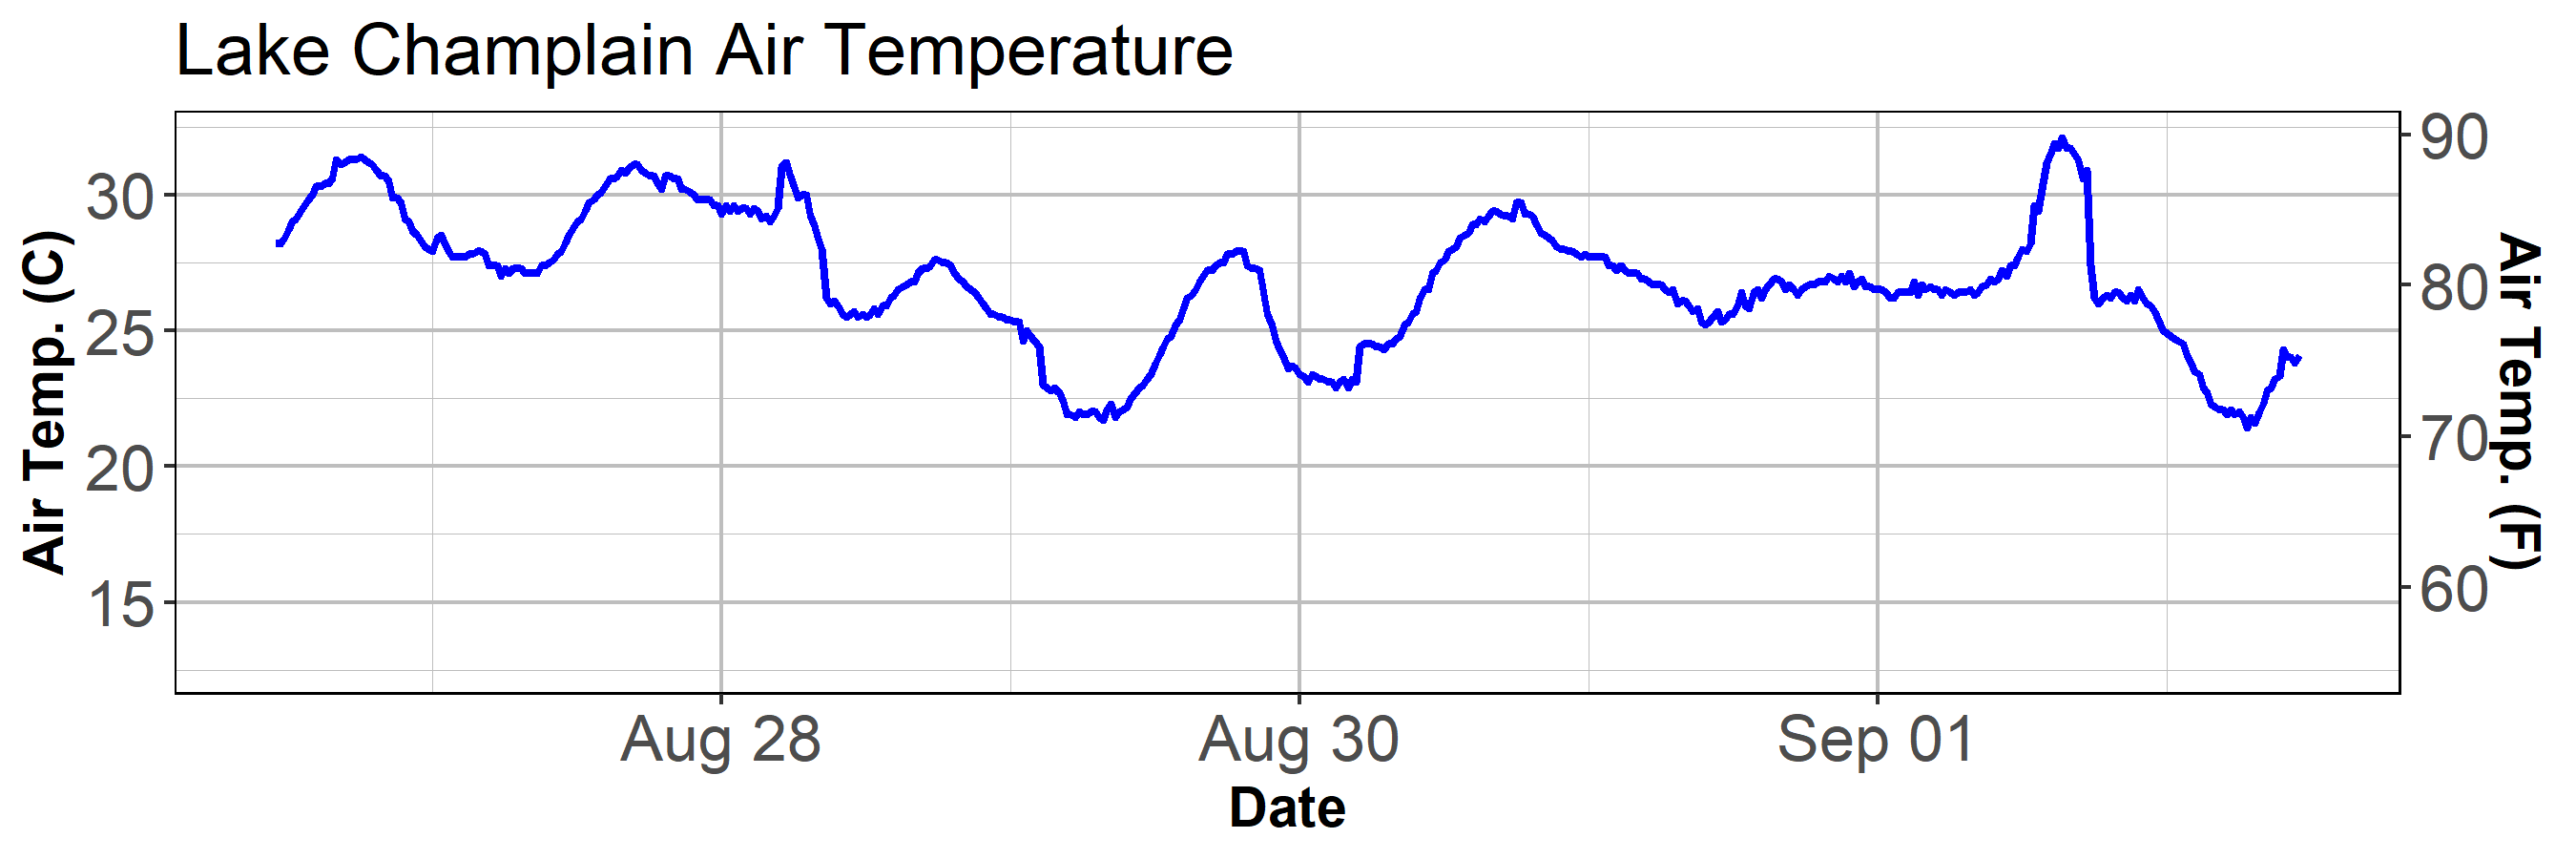 Lake Champlain Air Temperature
Air Temp. (C)
30
25
20
15
90
80
70
60
Air Temp. (F)
Aug 28
Aug 30
Sep 01
Date